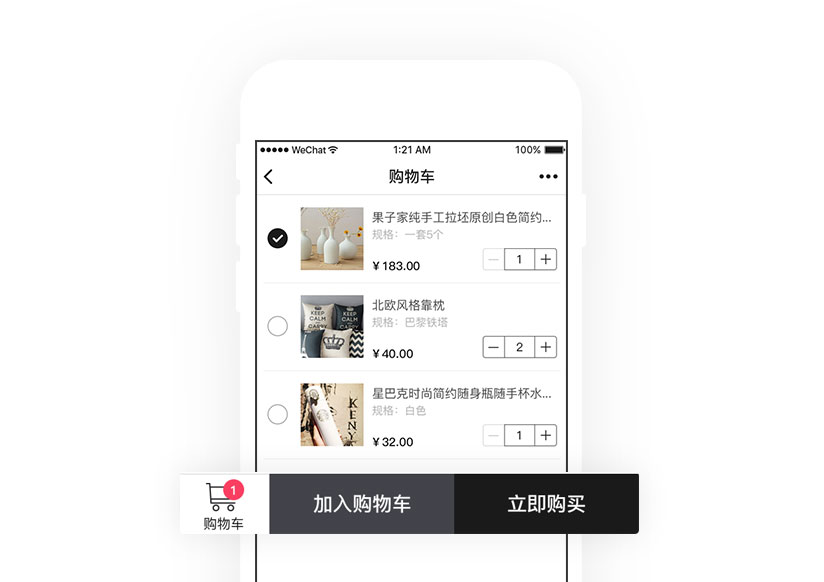 WeChat
1:21 AM
100%
购物车
果子家纯手工拉坯原创白色简约...
规格：一套5个
¥ 183.00
1
KEEP CALM AND CARRY
KEEP CALM AND CARRY
北欧风格靠枕
规格：巴黎铁塔
¥ 40.00
2
KENY
星巴克时尚简约随身瓶随手杯水...
规格：白色
¥ 32.00
1
1
购物车
加入购物车
立即购买